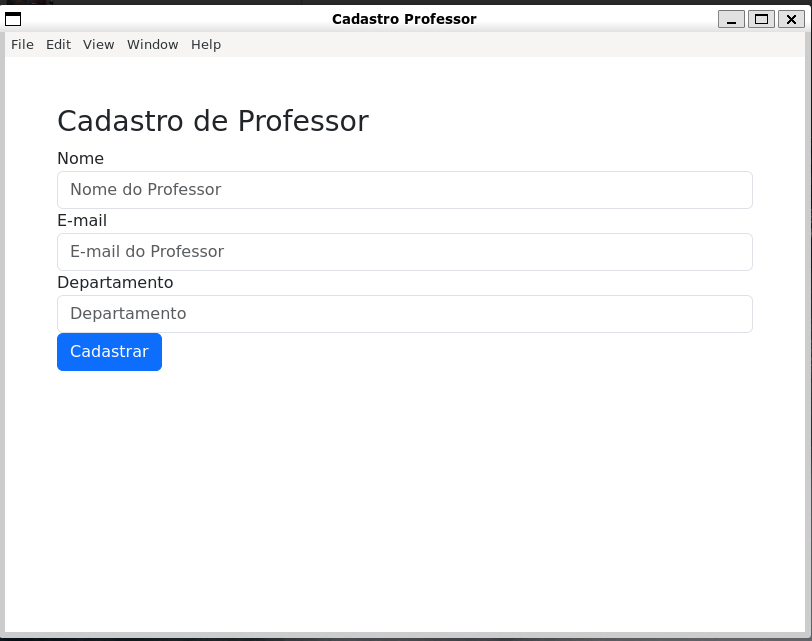 Cadastro Professor
File Edit View Window Help
Cadastro de Professor
Nome
Nome do Professor
E-mail
E-mail do Professor
Departamento
Departamento
Cadastrar